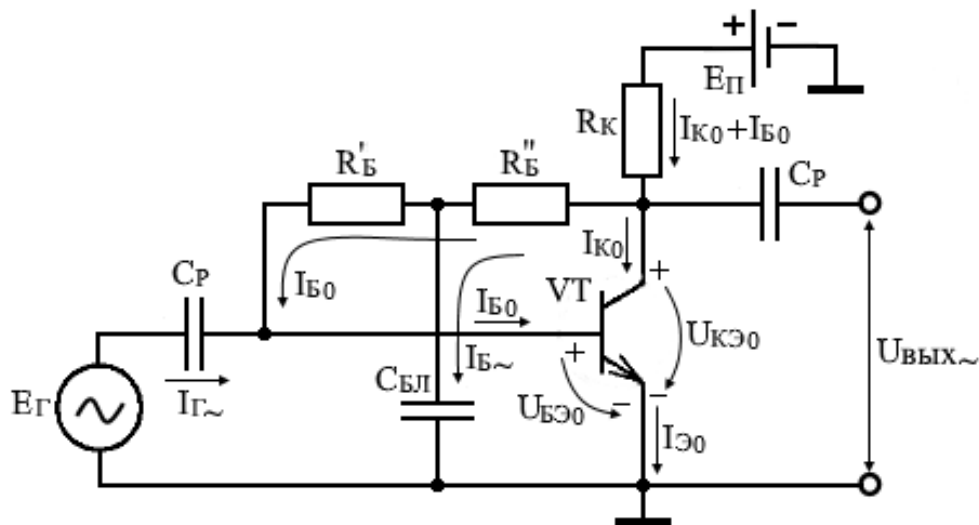 + -
EП
RК
IК0+IБ0
R'Б
R"Б
CР
IК0
+
CР
IБ0
IБ0
VT
UКЭ0
UВЫХ~
EГ
IГ~
CБЛ
IБ~
+
UБЭ0
-
-
IЭ0